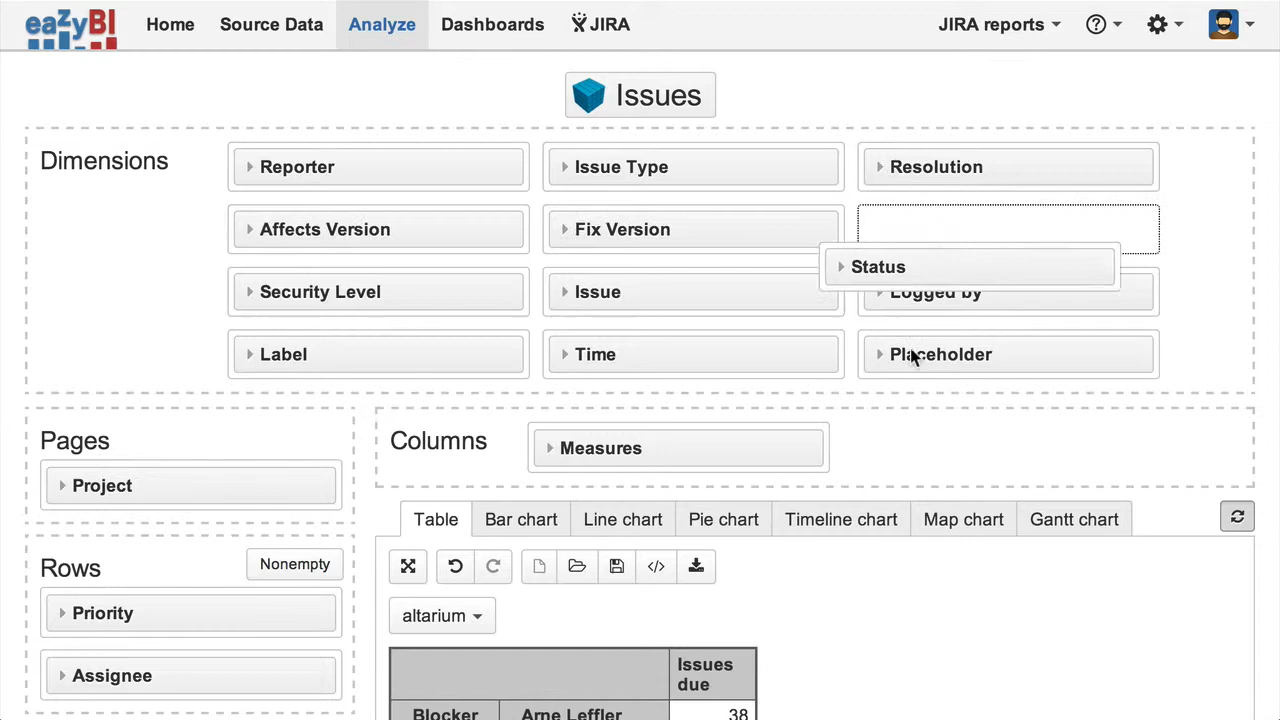 eazyBI Home Source Data Analyze Dashboards JIRA JIRA reports
Issues
Dimensions Reporter Issue Type Resolution
Affects Version Fix Version
Status
Security Level Issue Logged by
Label Time Placeholder
Pages
Project
Columns Measures
Table Bar chart Line chart Pie chart Timeline chart Map chart Gantt chart
Rows Nonempty
Priority
Assignee
altarium
Issues
due
Blocker Arne Leffler 38